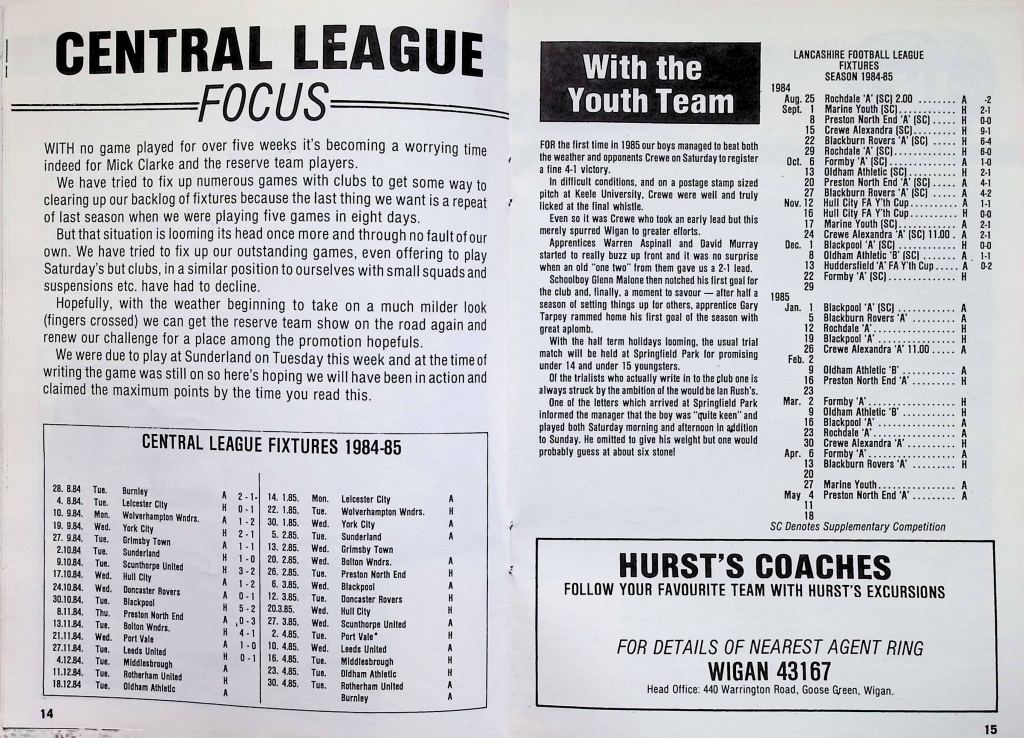 CENTRAL LEAGUE
FOCUS
WITH no game played for over five weeks it's becoming a worrying time
indeed for Mick Clarke and the reserve team players.
We have tried to fix up numerous games with clubs to get some way to
clearing up our backlog of fixtures because the last thing we want is a repeat
of last season when we were playing five games in eight days.
But that situation is looming its head once more and through no fault of our
own. We have tried to fix up our outstanding games, even offering to play
Saturday's but clubs, in a similar position to ourselves with small squads and
suspensions etc. have had to decline.
Hopefully, with the weather beginning to take on a much milder look
(fingers crossed) we can get the reserve team show on the road again and
renew our challenge for a place among the promotion hopefuls.
We were due to play at Sunderland on Tuesday this week and at the time of
writing the game was still on so here's hoping we will have been in action and
claimed the maximum points by the time you read this.
CENTRAL LEAGUE FIXTURES 1984-85
28. 8.84 Tue. Burnley A 2-1
4. 9.84. Tue. Leicester City H 0-1
10. 9.84. Mon. Wolverhampton Wndrs. A 1-2
19. 9.84. Wed. York City H 2-1
27. 9.84. Tue. Grimsby Town A 1-1
2.10.84 Tue. Sunderland H 1-0
9.10.84 Tue. Scunthorpe United H 3-2
17.10.84. Wed. Hull City A 1-2
24.10.84. Wed. Doncaster Rovers A 0-1
30.10.84. Tue. Blackpool H 5-2
8.11.84. Thu. Preston North End A 0-3
13.11.84. Tue. Bolton Wndrs. H 4-1
21.11.84. Wed. Port Vale A 1-0
27.11.84. Tue. Leeds United H 0-1
4.12.84. Tue. Middlesbrough A
11.12.84. Tue. Rotherham United H
18.12.84 Tue. Oldham Athletic A
14. 1.85. Mon. Leicester City A
22. 1.85. Tue. Wolverhampton Wndrs. H
30. 1.85. Wed. York City A
5. 2.85. Tue. Sunderland A
13. 2.85. Wed. Grimsby Town
20. 2.85. Wed. Bolton Wndrs. A
26. 2.85. Tue. Preston North End H
6. 3.85. Wed. Blackpool A
12. 3.85. Tue. Doncaster Rovers H
20.3.85. Wed. Hull City H
27. 3.85. Wed. Scunthorpe United A
2. 4.85. Tue. Port Vale* H
10. 4.85. Wed. Leeds United A
16. 4.85. Tue. Middlesbrough H
23. 4.85. Tue. Oldham Athletic H
30. 4.85. Tue. Rotherham United A
Burnley A
14
With the
Youth Team
FOR the first time in 1985 our boys managed to beat both
the weather and opponents Crewe on Saturday to register
a fine 4-1 victory.
In difficult conditions, and on a postage stamp sized
pitch at Keele University, Crewe were well and truly
licked at the final whistle.
Even so it was Crewe who took an early lead but this
merely spurred Wigan to greater efforts.
Apprentices Warren Aspinall and David Murray
started to really buzz up front and it was no surprise
when an old "one two" from them gave us a 2-1 lead.
Schoolboy Glenn Malone then notched his first goal for
the club and, finally, a moment to savour — after half a
season of setting things up for others, apprentice Gary
Tarpey rammed home his first goal of the season with
great aplomb.
With the half term holidays looming, the usual trial
match will be held at Springfield Park for promising
under 14 and under 15 youngsters.
Of the trialists who actually write in to the club one is
always struck by the ambition of the would be Ian Rush's.
One of the letters which arrived at Springfield Park
informed the manager that the boy was "quite keen" and
played both Saturday morning and afternoon in addition
to Sunday. He omitted to give his weight but one would
probably guess at about six stone!
LANCASHIRE FOOTBALL LEAGUE
FIXTURES
SEASON 1984-85
1984
Aug. 25 Rochdale 'A' (SC) 2.00 ........ A -2
Sept. 1 Marine Youth (SC)........... H 2-1
8 Preston North End 'A' (SC)..... H 0-0
15 Crewe Alexandra (SC)......... H 9-1
22 Blackburn Rovers 'A' (SC) ..... H 6-4
29 Rochdale 'A' (SC)............. H 6-0
Oct. 6 Formby 'A' (SC).............. A 1-0
13 Oldham Athletic (SC).......... H 2-1
20 Preston North End 'A' (SC)..... A 4-1
27 Blackburn Rovers 'A' (SC)...... A 4-2
Nov. 12 Hull City FA Y'th Cup.......... A 1-1
16 Hull City FA Y'th Cup.......... H 0-0
17 Marine Youth (SC)............ A 2-1
24 Crewe Alexandra 'A' (SC) 11.00 . A 2-1
Dec. 1 Blackpool 'A' (SC) ............ H 0-0
8 Oldham Athletic 'B' (SC) ....... A 1-1
13 Huddersfield 'A' FA Y'th Cup..... A 0-2
22 Formby 'A' (SC).............. H
29
1985
Jan. 1 Blackpool 'A' (SC) ............ A
5 Blackburn Rovers 'A' .......... A
12 Rochdale 'A'................. H
19 Blackpool 'A'................ H
26 Crewe Alexandra 'A' 11.00 ..... A
Feb. 2
9 Oldham Athletic 'B' ........... A
16 Preston North End 'A'.......... H
23
Mar. 2 Formby 'A'.................. H
9 Oldham Athletic 'B' ........... H
16 Blackpool 'A'................ A
23 Rochdale 'A'................. A
30 Crewe Alexandra 'A' ........... H
Apr. 6 Formby 'A'.................. A
13 Blackburn Rovers 'A' .......... H
20
27 Marine Youth................ A
May 4 Preston North End 'A' ......... A
11
18
SC Denotes Supplementary Competition
HURST'S COACHES
FOLLOW YOUR FAVOURITE TEAM WITH HURST'S EXCURSIONS
FOR DETAILS OF NEAREST AGENT RING
WIGAN 43167
Head Office: 440 Warrington Road, Goose Green, Wigan.
15